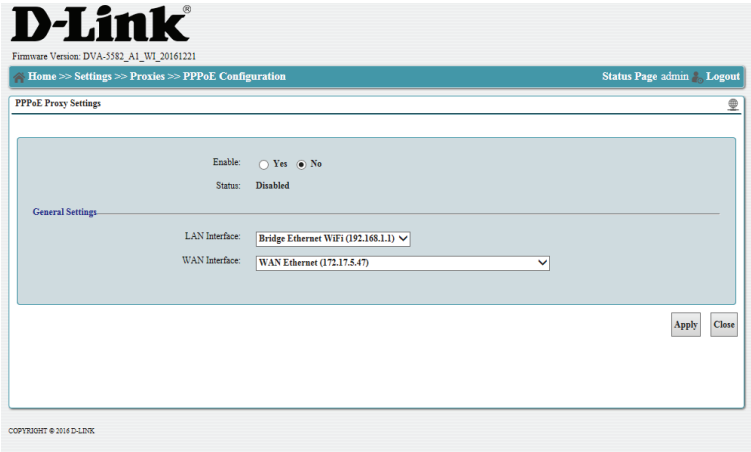 D-Link®
Firmware Version: DVA-5582_A1_WI_20161221
Home >> Settings >> Proxies >> PPPoE Configuration Status Page admin Logout
PPPoE Proxy Settings
Enable: Yes No
Status: Disabled
General Settings
LAN Interface: Bridge Ethernet WiFi (192.168.1.1)
WAN Interface: WAN Ethernet (172.17.5.47)
Apply Close
COPYRIGHT © 2016 D-LINK